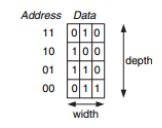 Address Data
11 0 1 0
10 1 0 0
01 1 1 0
00 0 1 1
depth
width